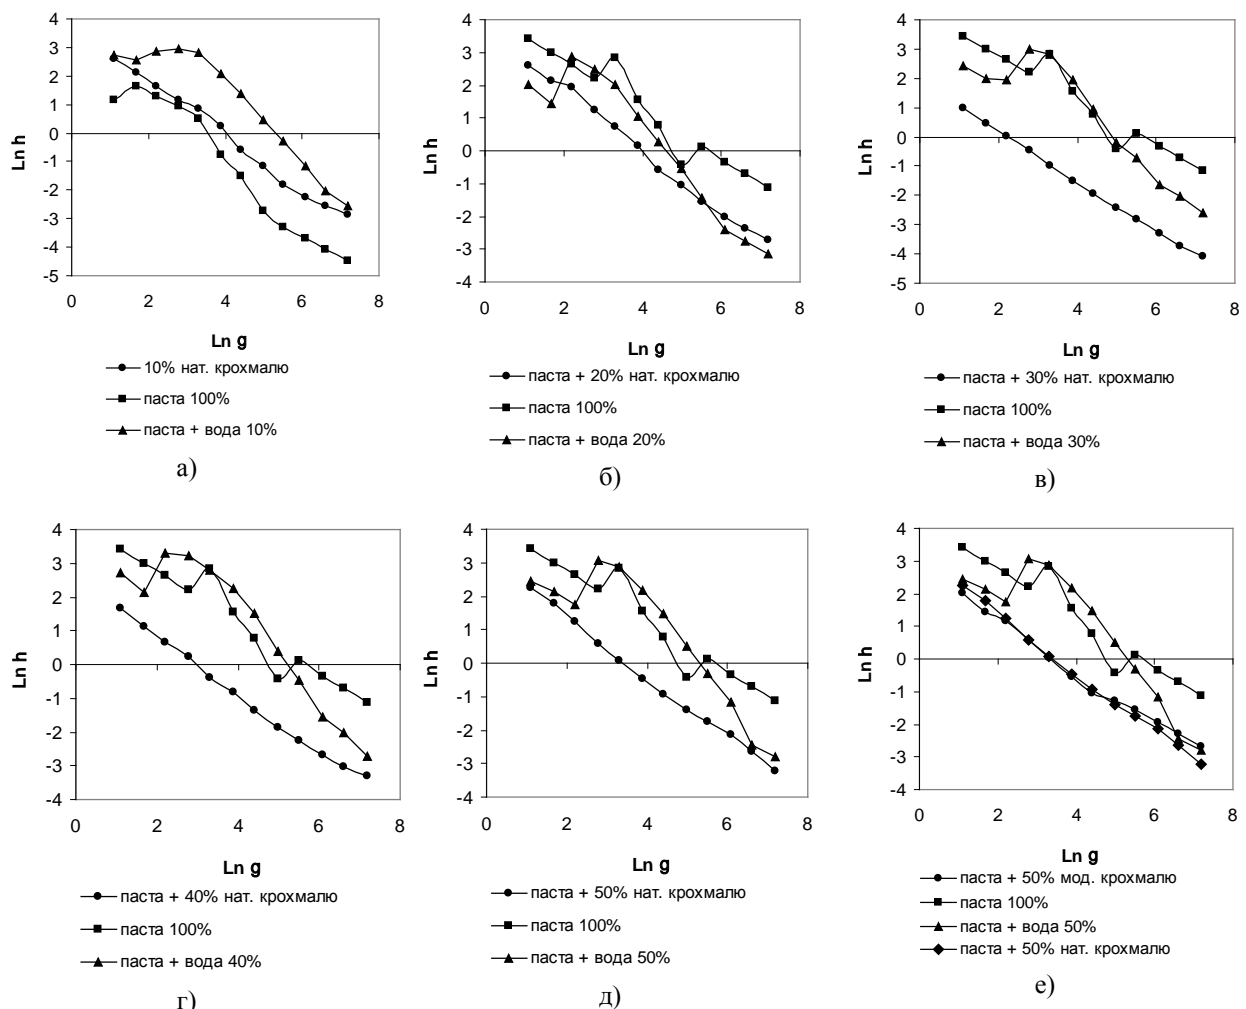 а)
4
3
2
1
0
-1
-2
-3
-4
-5
Ln h
0 2 4 6 8
Ln g
10% нат. крохмалю
паста 100%
паста + вода 10%
а)
5
4
3
2
1
0
-1
-2
-3
-4
Ln h
0 2 4 6 8
Ln g
паста + 20% нат. крохмалю
паста 100%
паста + вода 20%
б)
4
3
2
1
0
-1
-2
-3
-4
-5
Ln h
0 2 4 6 8
Ln g
паста + 30% нат. крохмалю
паста 100%
паста + вода 30%
в)
4
3
2
1
0
-1
-2
-3
-4
Ln h
0 2 4 6 8
Ln g
паста + 40% нат. крохмалю
паста 100%
паста + вода 40%
г)
4
3
2
1
0
-1
-2
-3
-4
Ln h
0 2 4 6 8
Ln g
паста + 50% нат. крохмалю
паста 100%
паста + вода 50%
д)
4
3
2
1
0
-1
-2
-3
-4
Ln h
0 2 4 6 8
Ln g
паста + 50% мод. крохмалю
паста 100%
паста + вода 50%
паста + 50% нат. крохмалю
е)